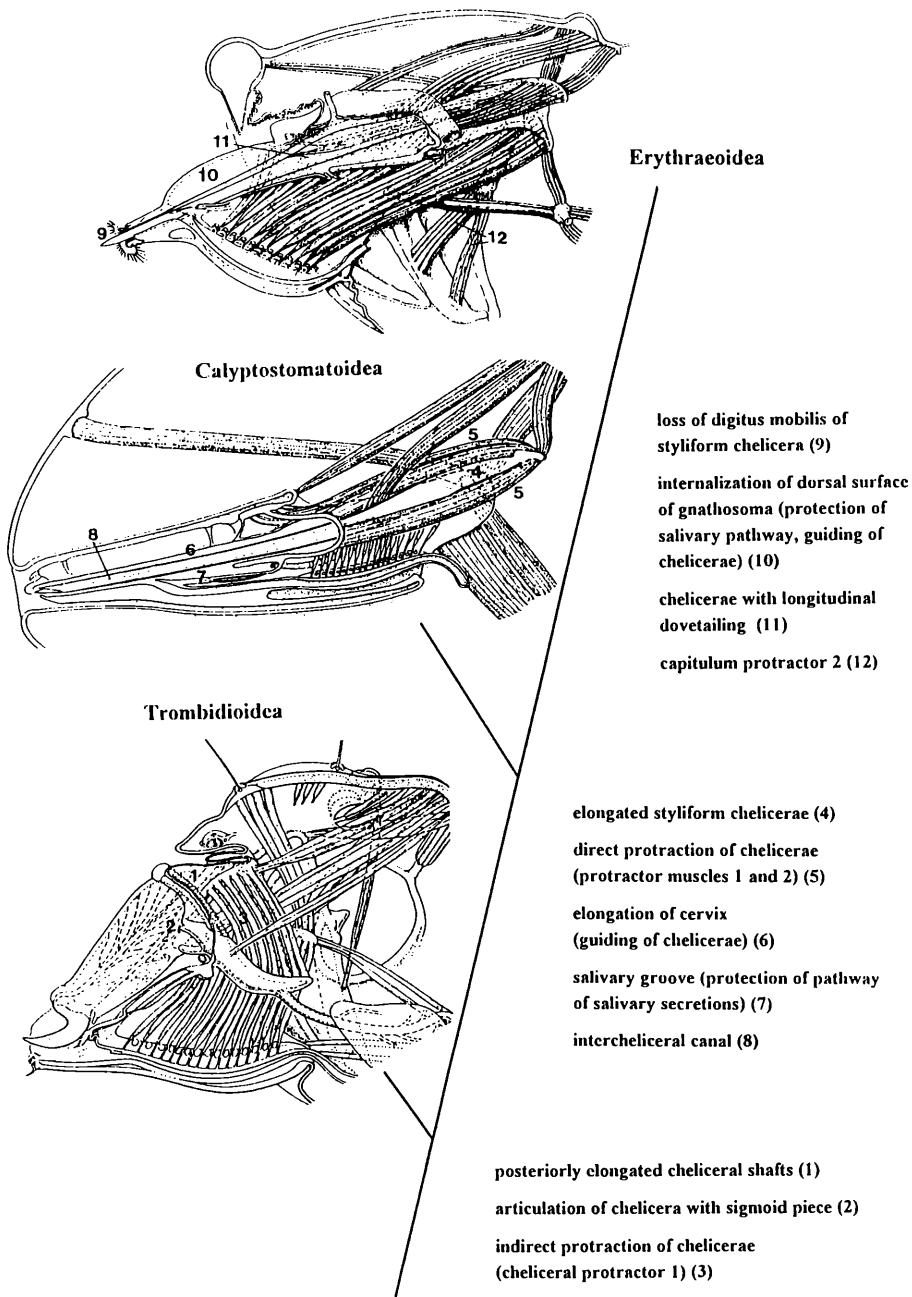 11
10
Erythraeoidea
9
12
Calyptostomatoidea
5
4
5
8
6
7
loss of digitus mobilis of
styliform chelicera (9)
internalization of dorsal surface
of gnathosoma (protection of
salivary pathway, guiding of
chelicerae) (10)
chelicerae with longitudinal
dovetailing (11)
capitulum protractor 2 (12)
Trombidioidea
1
3
2
elongated styliform chelicerae (4)
direct protraction of chelicerae
(protractor muscles 1 and 2) (5)
elongation of cervix
(guiding of chelicerae) (6)
salivary groove (protection of pathway
of salivary secretions) (7)
intercheliceral canal (8)
posteriorly elongated cheliceral shafts (1)
articulation of chelicera with sigmoid piece (2)
indirect protraction of chelicerae
(cheliceral protractor 1) (3)